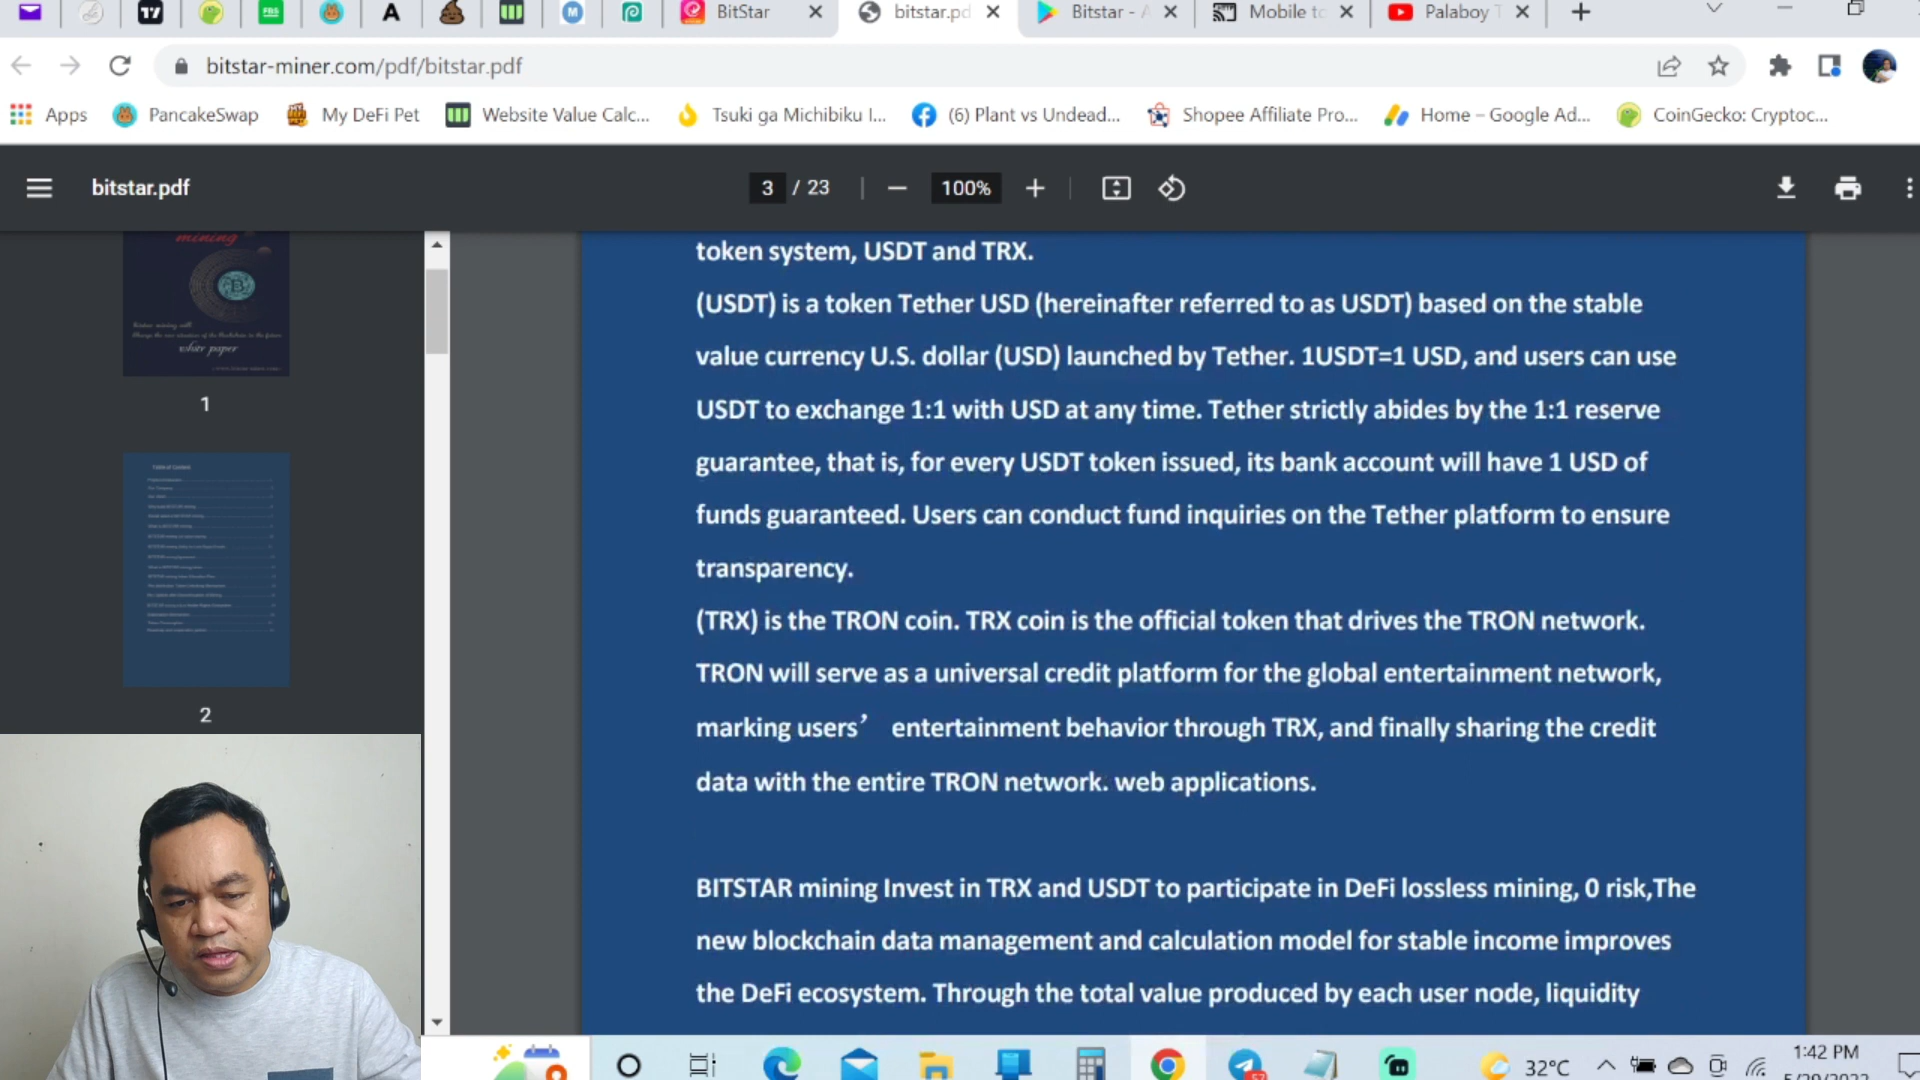 BitStar
bitstar.pd
Bitstar - A
Mobile to
Palaboy T
bitstar-miner.com/pdf/bitstar.pdf
Apps
PancakeSwap
My DeFi Pet
Website Value Calc...
Tsuki ga Michibiku I...
(6) Plant vs Undead...
Shopee Affiliate Pro...
Home – Google Ad...
CoinGecko: Cryptoc...
bitstar.pdf
3 / 23
100%
mining
white paper
1
Table of Content
2
token system, USDT and TRX.
(USDT) is a token Tether USD (hereinafter referred to as USDT) based on the stable
value currency U.S. dollar (USD) launched by Tether. 1USDT=1 USD, and users can use
USDT to exchange 1:1 with USD at any time. Tether strictly abides by the 1:1 reserve
guarantee, that is, for every USDT token issued, its bank account will have 1 USD of
funds guaranteed. Users can conduct fund inquiries on the Tether platform to ensure
transparency.
(TRX) is the TRON coin. TRX coin is the official token that drives the TRON network.
TRON will serve as a universal credit platform for the global entertainment network,
marking users’ entertainment behavior through TRX, and finally sharing the credit
data with the entire TRON network. web applications.
BITSTAR mining Invest in TRX and USDT to participate in DeFi lossless mining, 0 risk,The
new blockchain data management and calculation model for stable income improves
the DeFi ecosystem. Through the total value produced by each user node, liquidity
32°C
1:42 PM